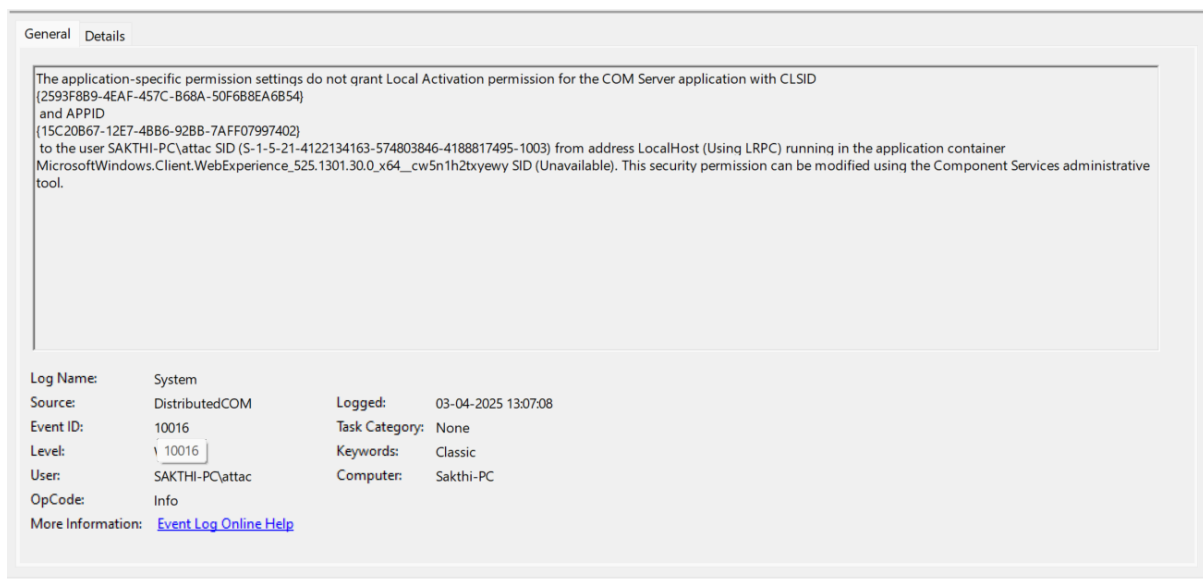 General Details
The application-specific permission settings do not grant Local Activation permission for the COM Server application with CLSID
{2593F8B9-4EAF-457C-B68A-50F6B8EA6B54}
and APPID
{15C20B67-12E7-4BB6-92BB-7AFF07997402}
to the user SAKTHI-PC\attac SID (S-1-5-21-4122134163-574803846-4188817495-1003) from address LocalHost (Using LRPC) running in the application container
MicrosoftWindows.Client.WebExperience_525.1301.30.0_x64__cw5n1h2txyewy SID (Unavailable). This security permission can be modified using the Component Services administrative
tool.
Log Name: System
Source: DistributedCOM Logged: 03-04-2025 13:07:08
Event ID: 10016 Task Category: None
Level: 10016 Keywords: Classic
User: SAKTHI-PC\attac Computer: Sakthi-PC
OpCode: Info
More Information: Event Log Online Help